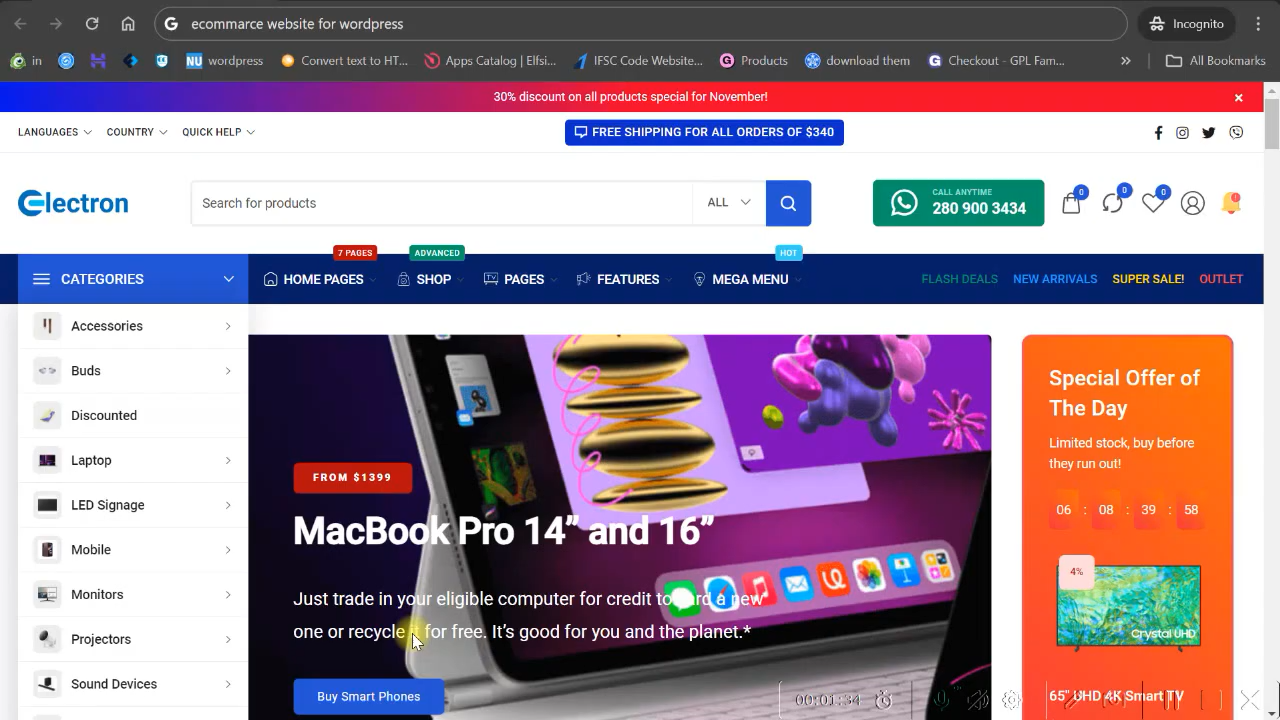 ecommerce website for wordpress
Incognito
in
wordpress
Convert text to HT...
Apps Catalog | Elfsi...
IFSC Code Website...
Products
download them
Checkout - GPL Fam...
All Bookmarks
30% discount on all products special for November!
LANGUAGES
COUNTRY
QUICK HELP
FREE SHIPPING FOR ALL ORDERS OF $340
Electron
Search for products
ALL
CALL ANYTIME
280 900 3434
0
0
0
7 PAGES
ADVANCED
HOT
CATEGORIES
HOME PAGES
SHOP
PAGES
FEATURES
MEGA MENU
FLASH DEALS
NEW ARRIVALS
SUPER SALE!
OUTLET
Accessories
Buds
Discounted
Laptop
LED Signage
Mobile
Monitors
Projectors
Sound Devices
FROM $1399
MacBook Pro 14” and 16”
Just trade in your eligible computer for credit toward a new
one or recycle it for free. It’s good for you and the planet.*
Buy Smart Phones
Special Offer of
The Day
Limited stock, buy before
they run out!
06 : 08 : 39 : 58
4%
Crystal UHD
65” UHD 4K Smart TV
00:01:34